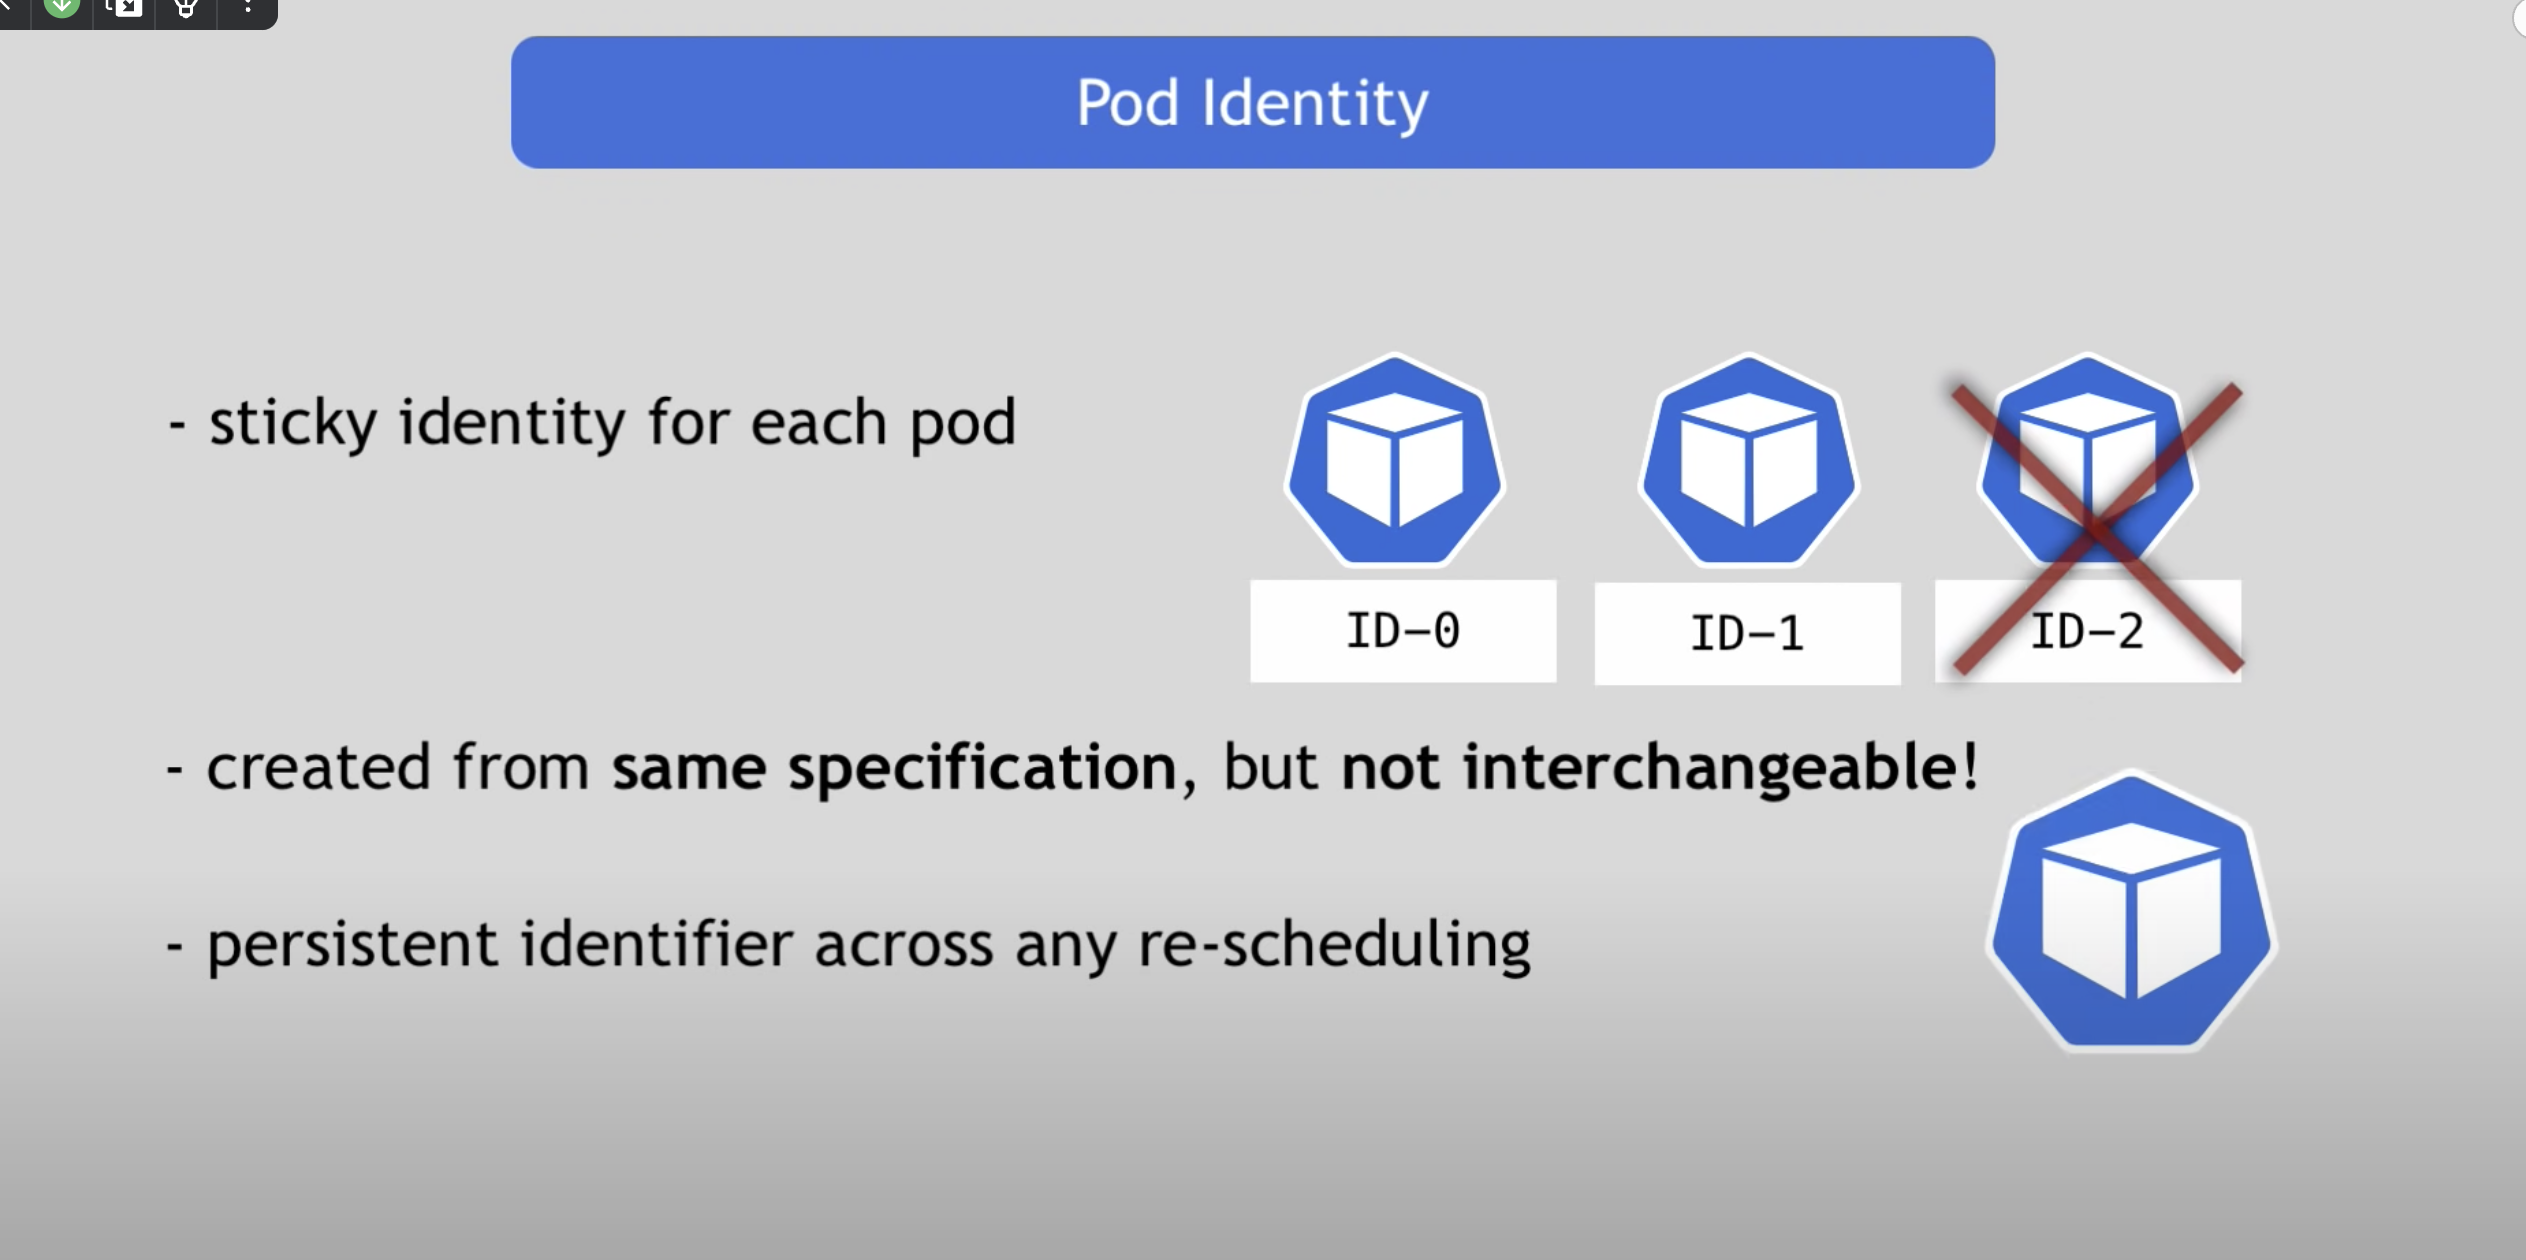 Pod Identity
- sticky identity for each pod
ID-0
ID-1
ID-2
- created from same specification, but not interchangeable!
- persistent identifier across any re-scheduling